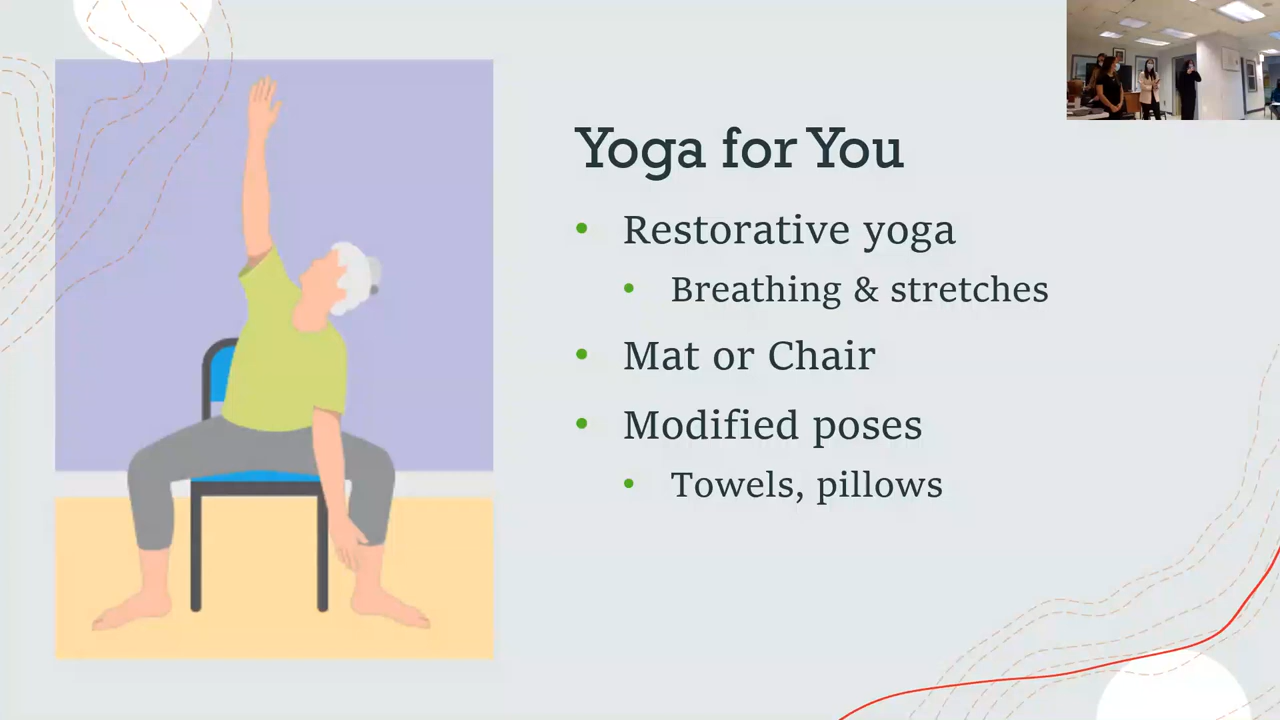 Yoga for You
• Restorative yoga
• Breathing & stretches
• Mat or Chair
• Modified poses
• Towels, pillows